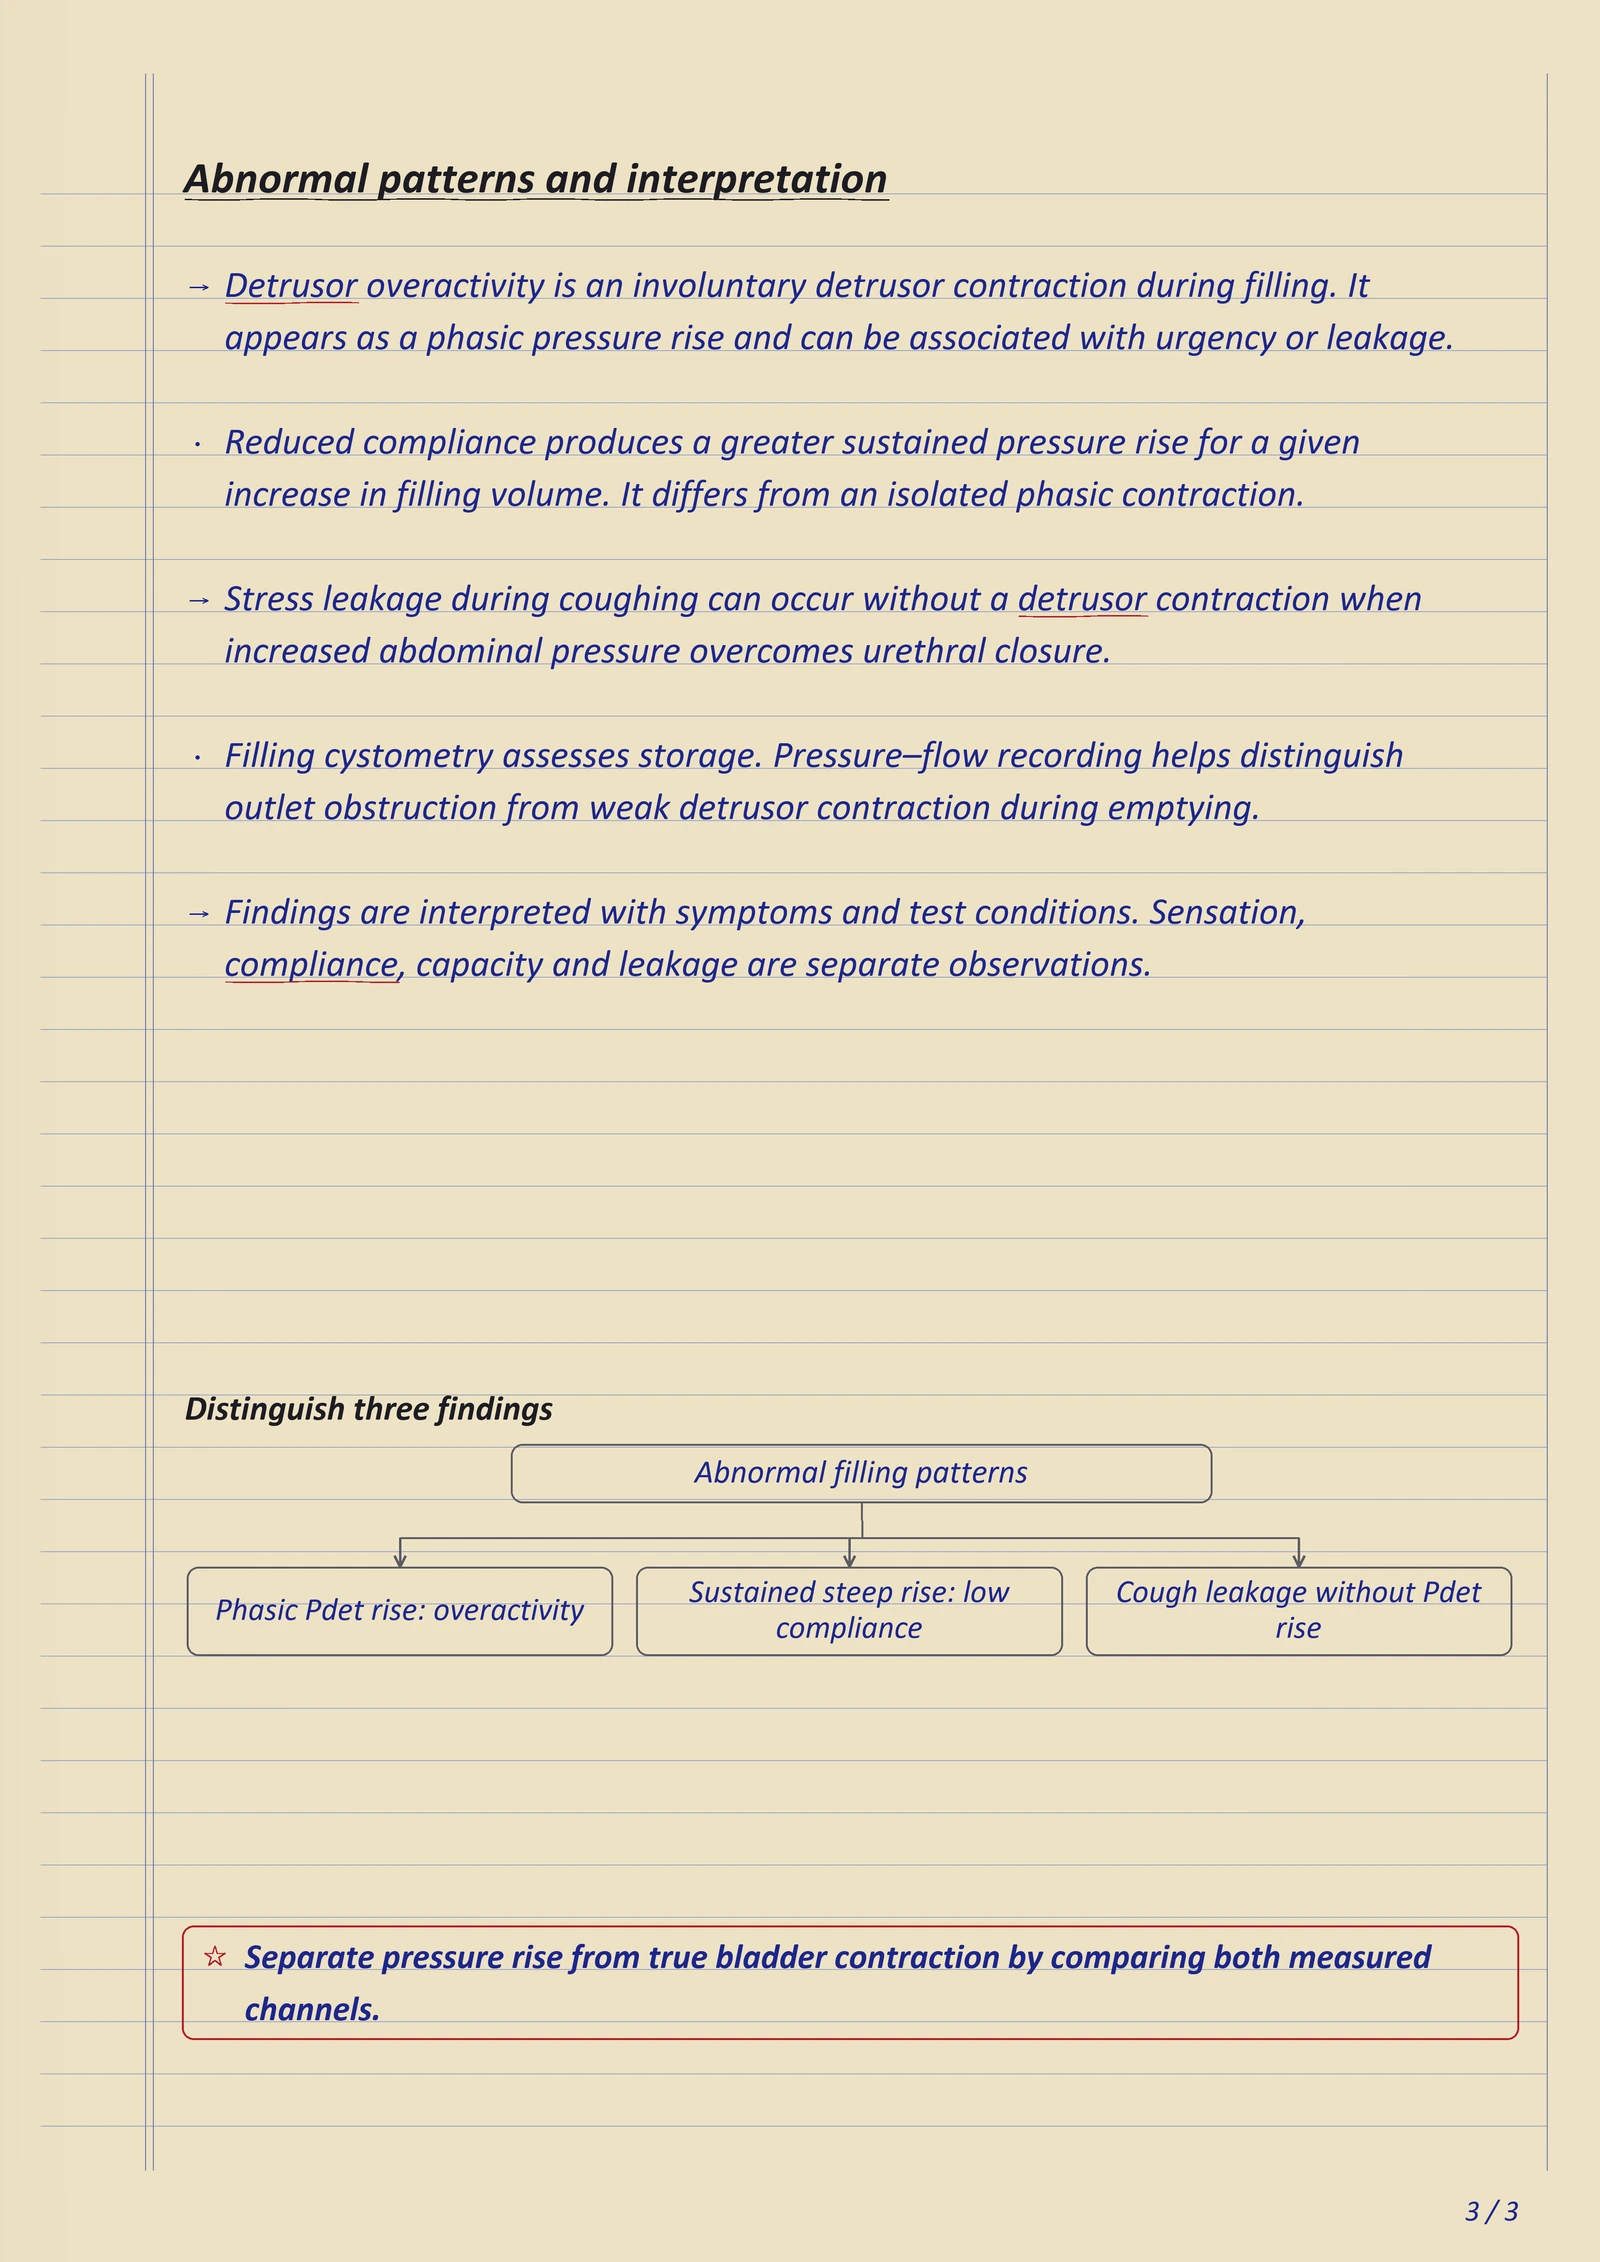 Abnormal patterns and interpretation
→ Detrusor overactivity is an involuntary detrusor contraction during filling. It
appears as a phasic pressure rise and can be associated with urgency or leakage.
· Reduced compliance produces a greater sustained pressure rise for a given
increase in filling volume. It differs from an isolated phasic contraction.
→ Stress leakage during coughing can occur without a detrusor contraction when
increased abdominal pressure overcomes urethral closure.
· Filling cystometry assesses storage. Pressure–flow recording helps distinguish
outlet obstruction from weak detrusor contraction during emptying.
→ Findings are interpreted with symptoms and test conditions. Sensation,
compliance, capacity and leakage are separate observations.
Distinguish three findings
Abnormal filling patterns
Phasic Pdet rise: overactivity
Sustained steep rise: low
compliance
Cough leakage without Pdet
rise
☆ Separate pressure rise from true bladder contraction by comparing both measured
channels.
3 / 3